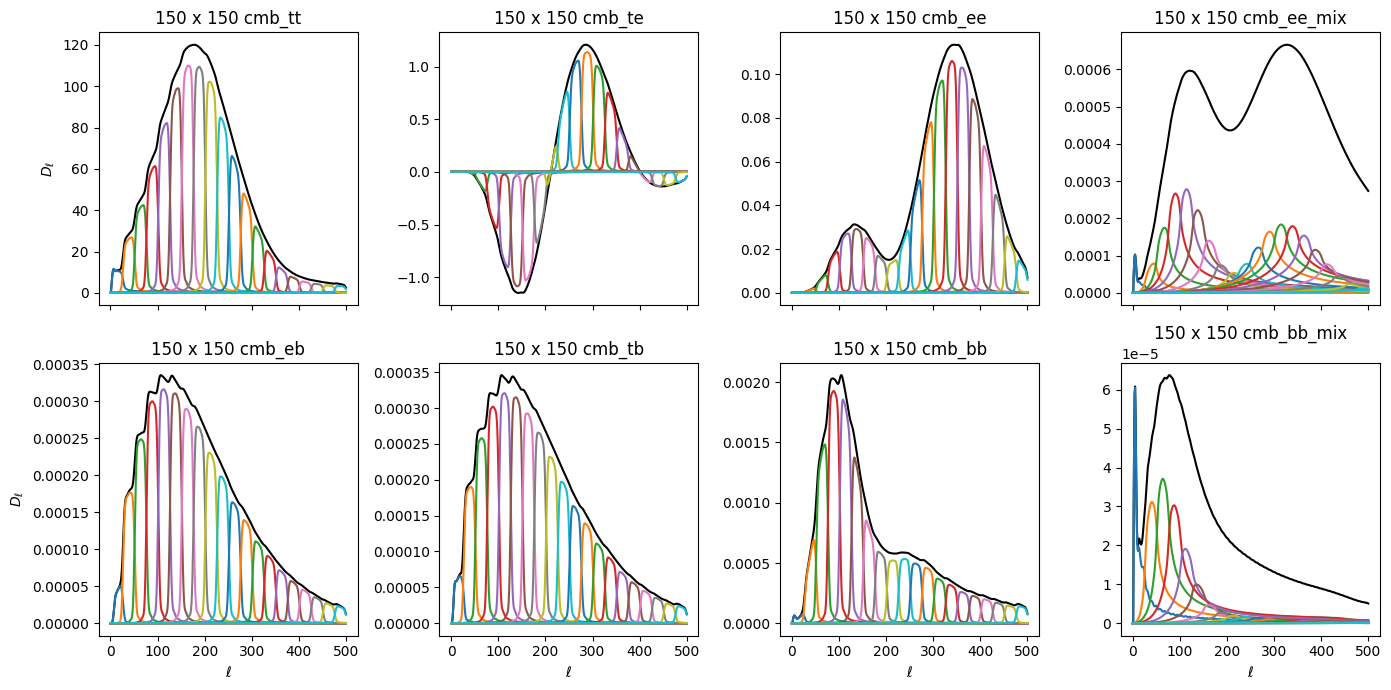 150 x 150 cmb_tt
150 x 150 cmb_te
150 x 150 cmb_ee
150 x 150 cmb_ee_mix
120
100
80
60
40
20
0
Dℓ
1.0
0.5
0.0
−0.5
−1.0
0.10
0.08
0.06
0.04
0.02
0.00
0.0006
0.0005
0.0004
0.0003
0.0002
0.0001
0.0000
150 x 150 cmb_eb
150 x 150 cmb_tb
150 x 150 cmb_bb
150 x 150 cmb_bb_mix
1e−5
0.00035
0.00030
0.00025
0.00020
0.00015
0.00010
0.00005
0.00000
Dℓ
0.00035
0.00030
0.00025
0.00020
0.00015
0.00010
0.00005
0.00000
0.0020
0.0015
0.0010
0.0005
0.0000
6
5
4
3
2
1
0
0 100 200 300 400 500
0 100 200 300 400 500
0 100 200 300 400 500
0 100 200 300 400 500
ℓ
ℓ
ℓ
ℓ